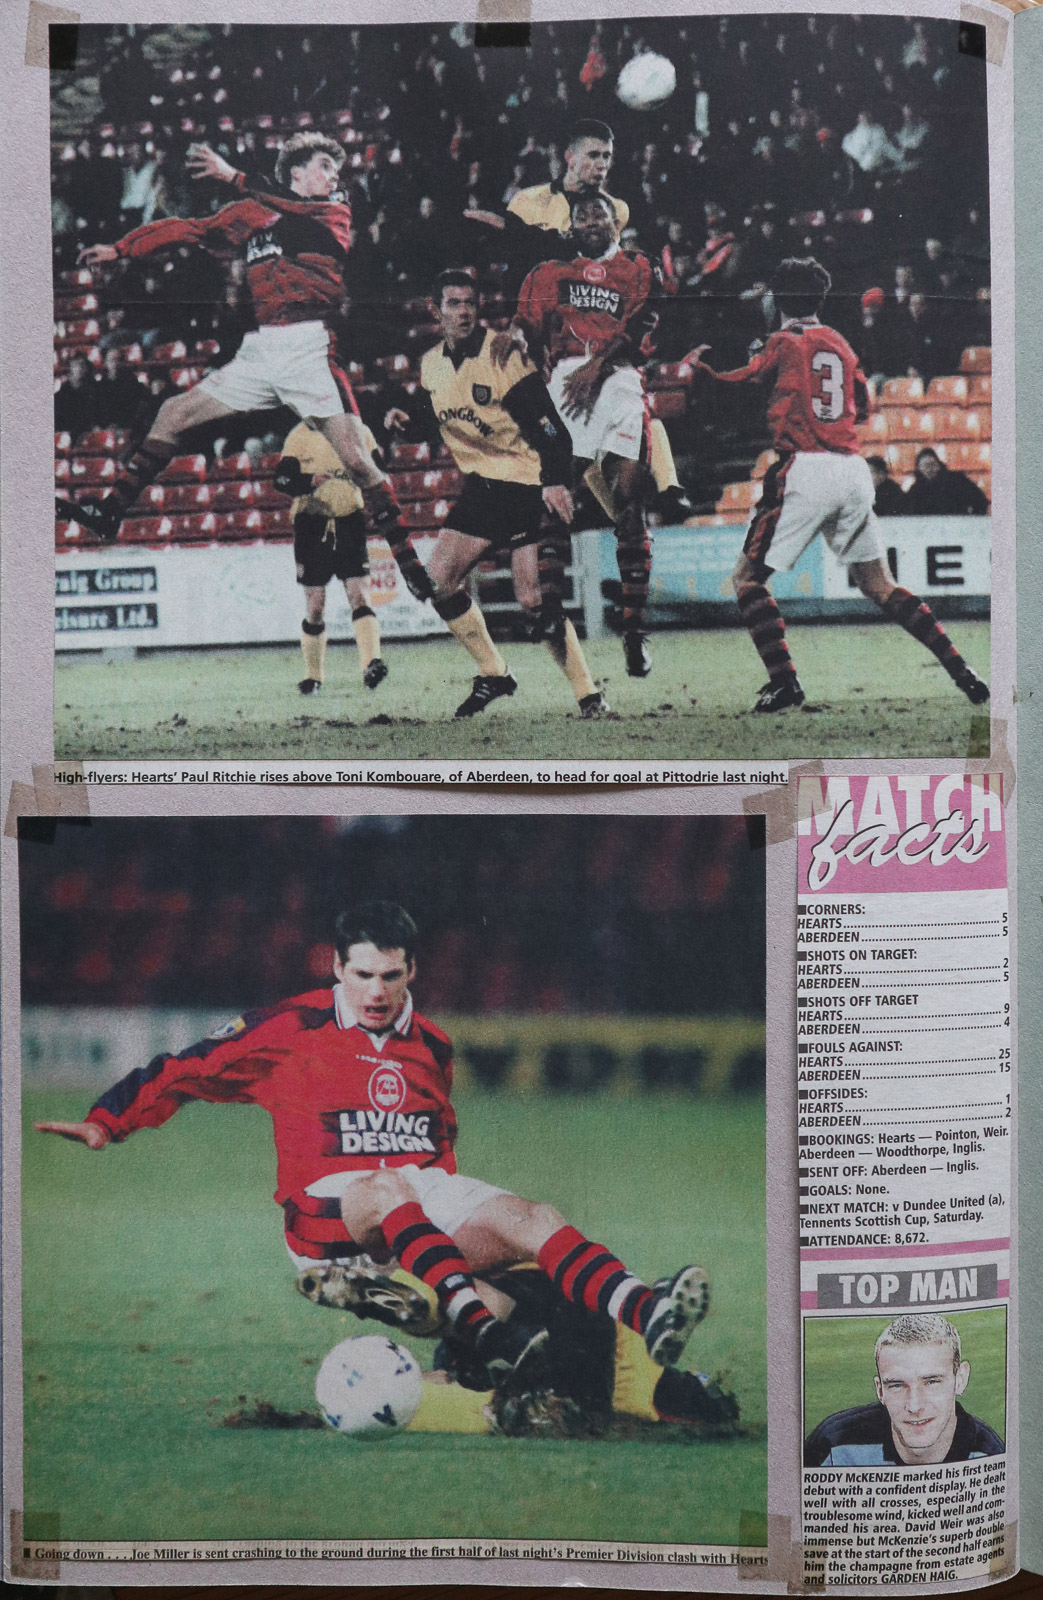 LIVING
DESIGN
LONGBOW
3
aig Group
eisure Ltd.
NE
High-flyers: Hearts' Paul Ritchie rises above Toni Kombouare, of Aberdeen, to head for goal at Pittodrie last night.
LIVING
DESIGN
■ Going down . . . Joe Miller is sent crashing to the ground during the first half of last night's Premier Division clash with Hearts
MATCH
facts
■CORNERS:
HEARTS........................................ 5
ABERDEEN.................................... 5
■SHOTS ON TARGET:
HEARTS........................................ 2
ABERDEEN.................................... 5
■SHOTS OFF TARGET
HEARTS........................................ 9
ABERDEEN.................................... 4
■FOULS AGAINST:
HEARTS...................................... 25
ABERDEEN.................................. 15
■OFFSIDES:
HEARTS........................................ 1
ABERDEEN.................................... 2
■BOOKINGS: Hearts — Pointon, Weir.
Aberdeen — Woodthorpe, Inglis.
■SENT OFF: Aberdeen — Inglis.
■GOALS: None.
■NEXT MATCH: v Dundee United (a),
Tennents Scottish Cup, Saturday.
■ATTENDANCE: 8,672.
TOP MAN
RODDY McKENZIE marked his first team
debut with a confident display. He dealt
well with all crosses, especially in the
troublesome wind, kicked well and com-
manded his area. David Weir was also
immense but McKenzie's superb double
save at the start of the second half earns
him the champagne from estate agents
and solicitors GARDEN HAIG.